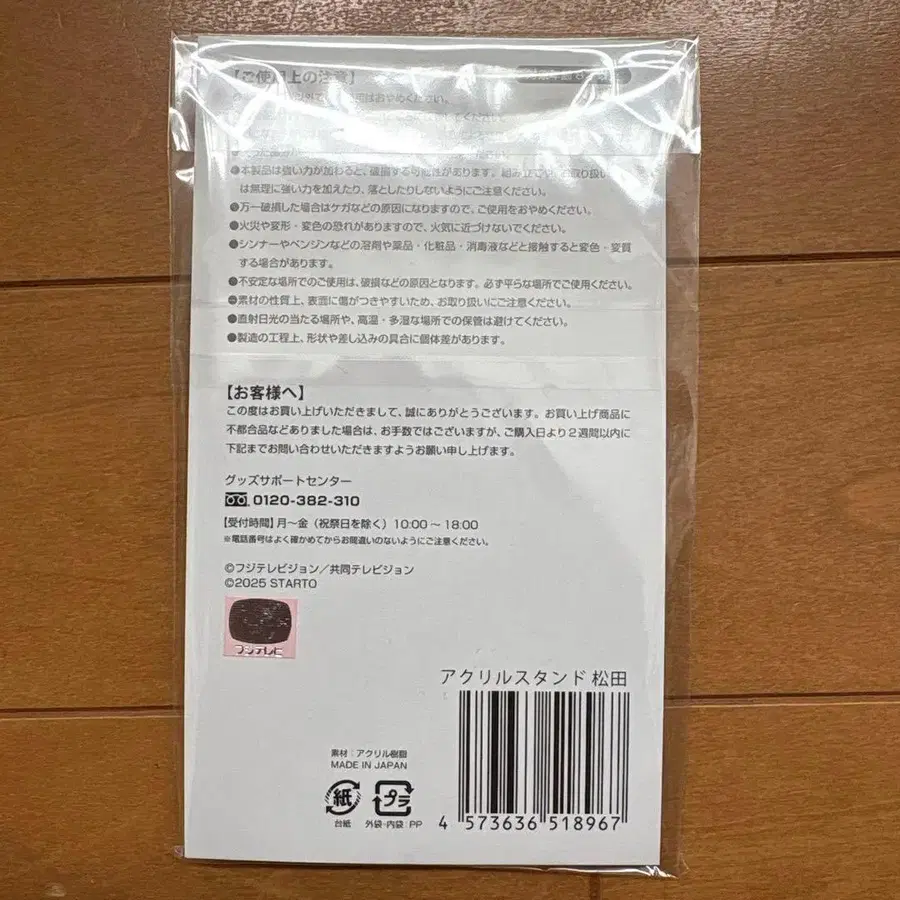 【ご使用上の注意】
はおやめください。
●本製品は強い力が加わると、破損する可能性があります。組み立てや、お取り扱い
は無理に強い力を加えたり、落としたりしないようにご注意ください。
●万一破損した場合はケガなどの原因になりますので、ご使用をおやめください。
●火災や変形・変色の恐れがありますので、火気に近づけないでください。
●シンナーやベンジンなどの溶剤や薬品・化粧品・消毒液などと接触すると変色・変質
する場合があります。
●不安定な場所でのご使用は、破損などの原因となります。必ず平らな場所でご使用ください。
●素材の性質上、表面に傷がつきやすいため、お取り扱いにご注意ください。
●直射日光の当たる場所や、高温・多湿な場所での保管は避けてください。
●製造の工程上、形状や差し込みの具合に個体差があります。
【お客様へ】
この度はお買い上げいただきまして、誠にありがとうございます。お買い上げ商品に
不都合品などありました場合は、お手数ではございますが、ご購入日より2週間以内に
下記までお問い合わせいただきますようお願い申し上げます。
グッズサポートセンター
0120-382-310
【受付時間】月〜金（祝祭日を除く）10:00〜18:00
※電話番号はよく確かめてからお間違いのないようにご注意ください。
©フジテレビジョン／共同テレビジョン
©2025 STARTO
フジテレビ
アクリルスタンド 松田
素材：アクリル樹脂
MADE IN JAPAN
紙
プラ
台紙
外袋・内袋：PP
4 573636 518967